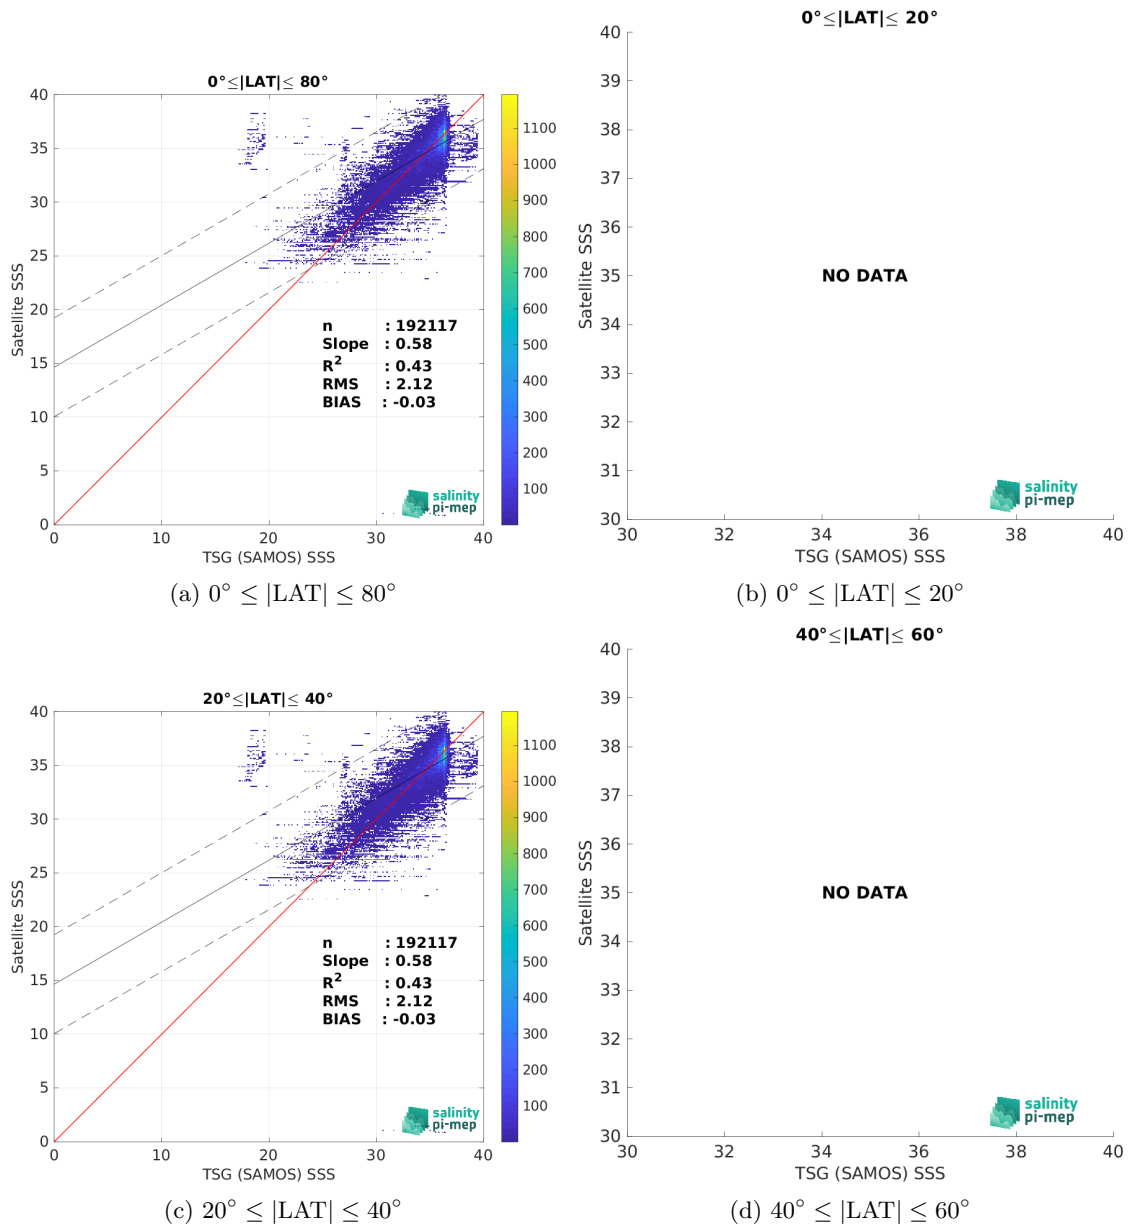 0°≤|LAT|≤ 80°
40
35
30
25
20
15
10
5
0
Satellite SSS
n : 192117
Slope : 0.58
R² : 0.43
RMS : 2.12
BIAS : -0.03
salinity
pi-mep
0 10 20 30 40
TSG (SAMOS) SSS
1100
1000
900
800
700
600
500
400
300
200
100
(a) 0° ≤ |LAT| ≤ 80°
0°≤|LAT|≤ 20°
40
39
38
37
36
35
34
33
32
31
30
Satellite SSS
NO DATA
salinity
pi-mep
30 32 34 36 38 40
TSG (SAMOS) SSS
(b) 0° ≤ |LAT| ≤ 20°
20°≤|LAT|≤ 40°
40
35
30
25
20
15
10
5
0
Satellite SSS
n : 192117
Slope : 0.58
R² : 0.43
RMS : 2.12
BIAS : -0.03
salinity
pi-mep
0 10 20 30 40
TSG (SAMOS) SSS
1100
1000
900
800
700
600
500
400
300
200
100
(c) 20° ≤ |LAT| ≤ 40°
40°≤|LAT|≤ 60°
40
39
38
37
36
35
34
33
32
31
30
Satellite SSS
NO DATA
salinity
pi-mep
30 32 34 36 38 40
TSG (SAMOS) SSS
(d) 40° ≤ |LAT| ≤ 60°